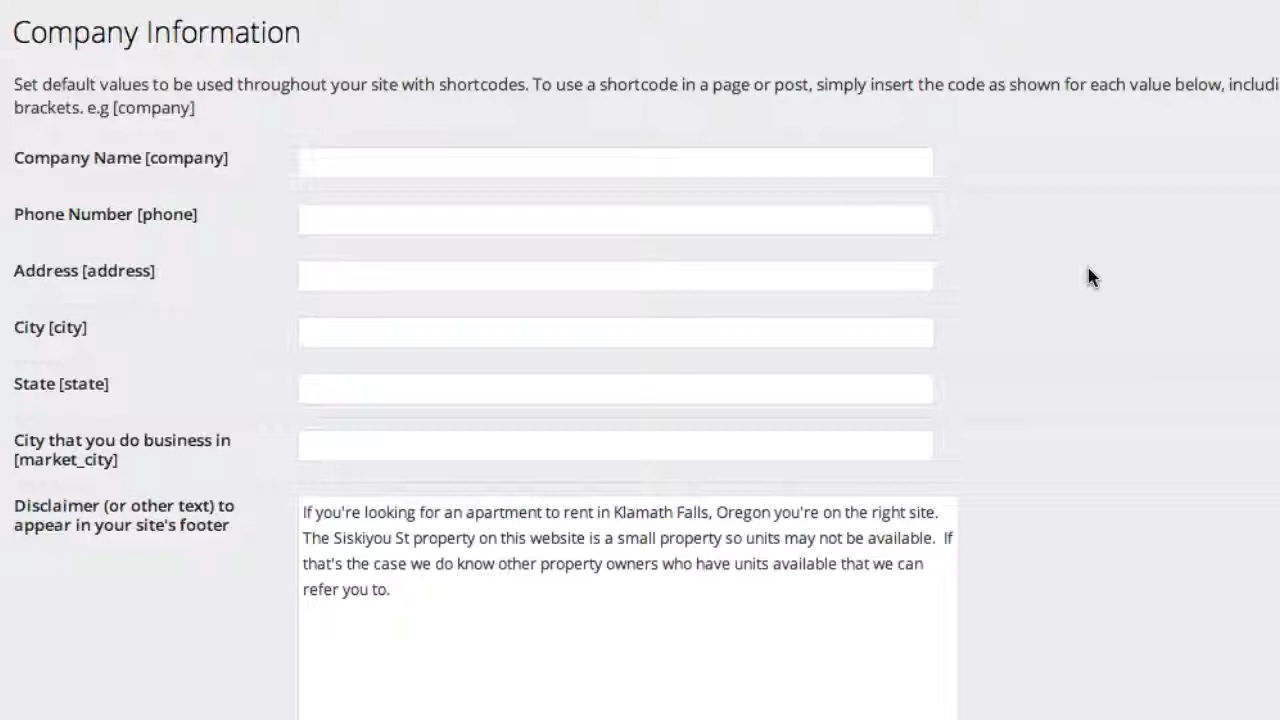 Company Information
Set default values to be used throughout your site with shortcodes. To use a shortcode in a page or post, simply insert the code as shown for each value below, includi
brackets. e.g [company]
Company Name [company]
Phone Number [phone]
Address [address]
City [city]
State [state]
City that you do business in
[market_city]
Disclaimer (or other text) to
appear in your site's footer
If you're looking for an apartment to rent in Klamath Falls, Oregon you're on the right site.
The Siskiyou St property on this website is a small property so units may not be available.  If
that's the case we do know other property owners who have units available that we can
refer you to.